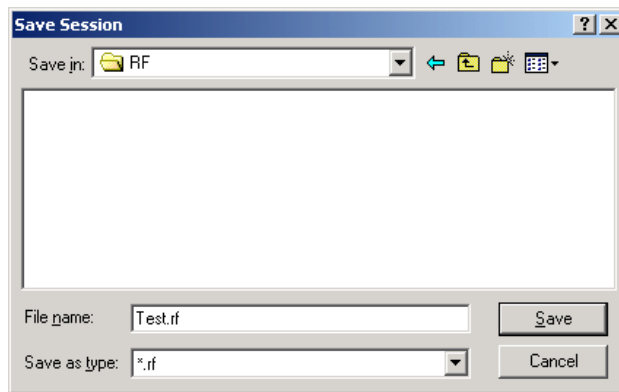 Save Session
Save in: RF
File name: Test.rf Save
Save as type: *.rf Cancel